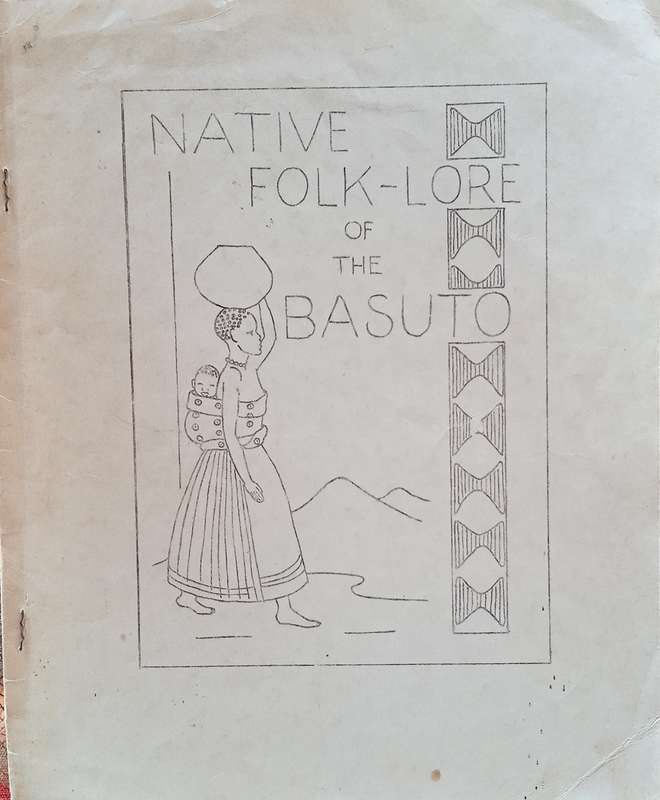 NATIVE
FOLK-LORE
OF
THE
BASUTO